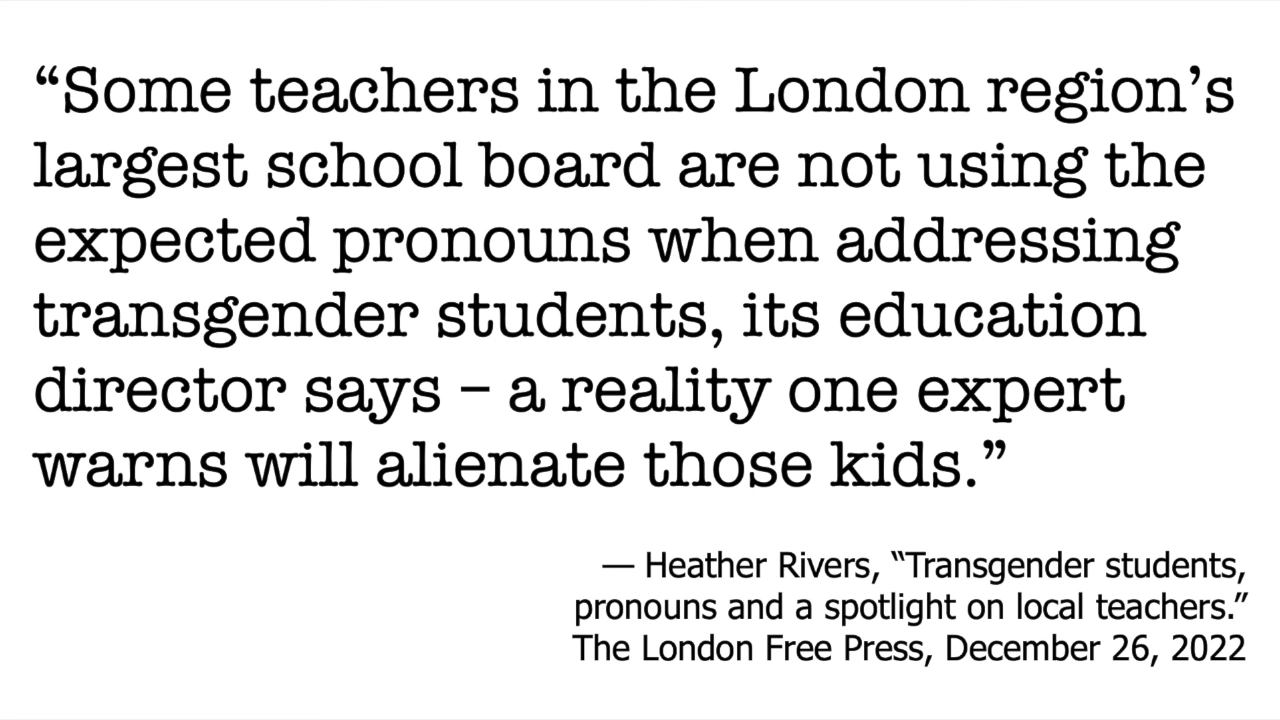 “Some teachers in the London region’s
largest school board are not using the
expected pronouns when addressing
transgender students, its education
director says – a reality one expert
warns will alienate those kids.”
— Heather Rivers, “Transgender students,
pronouns and a spotlight on local teachers.”
The London Free Press, December 26, 2022